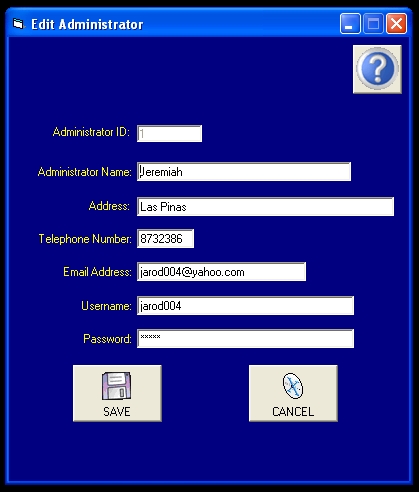 Edit Administrator
?
Administrator ID: 1
Administrator Name: Jeremiah
Address: Las Pinas
Telephone Number: 8732386
Email Address: jarod004@yahoo.com
Username: jarod004
Password: *****
SAVE CANCEL